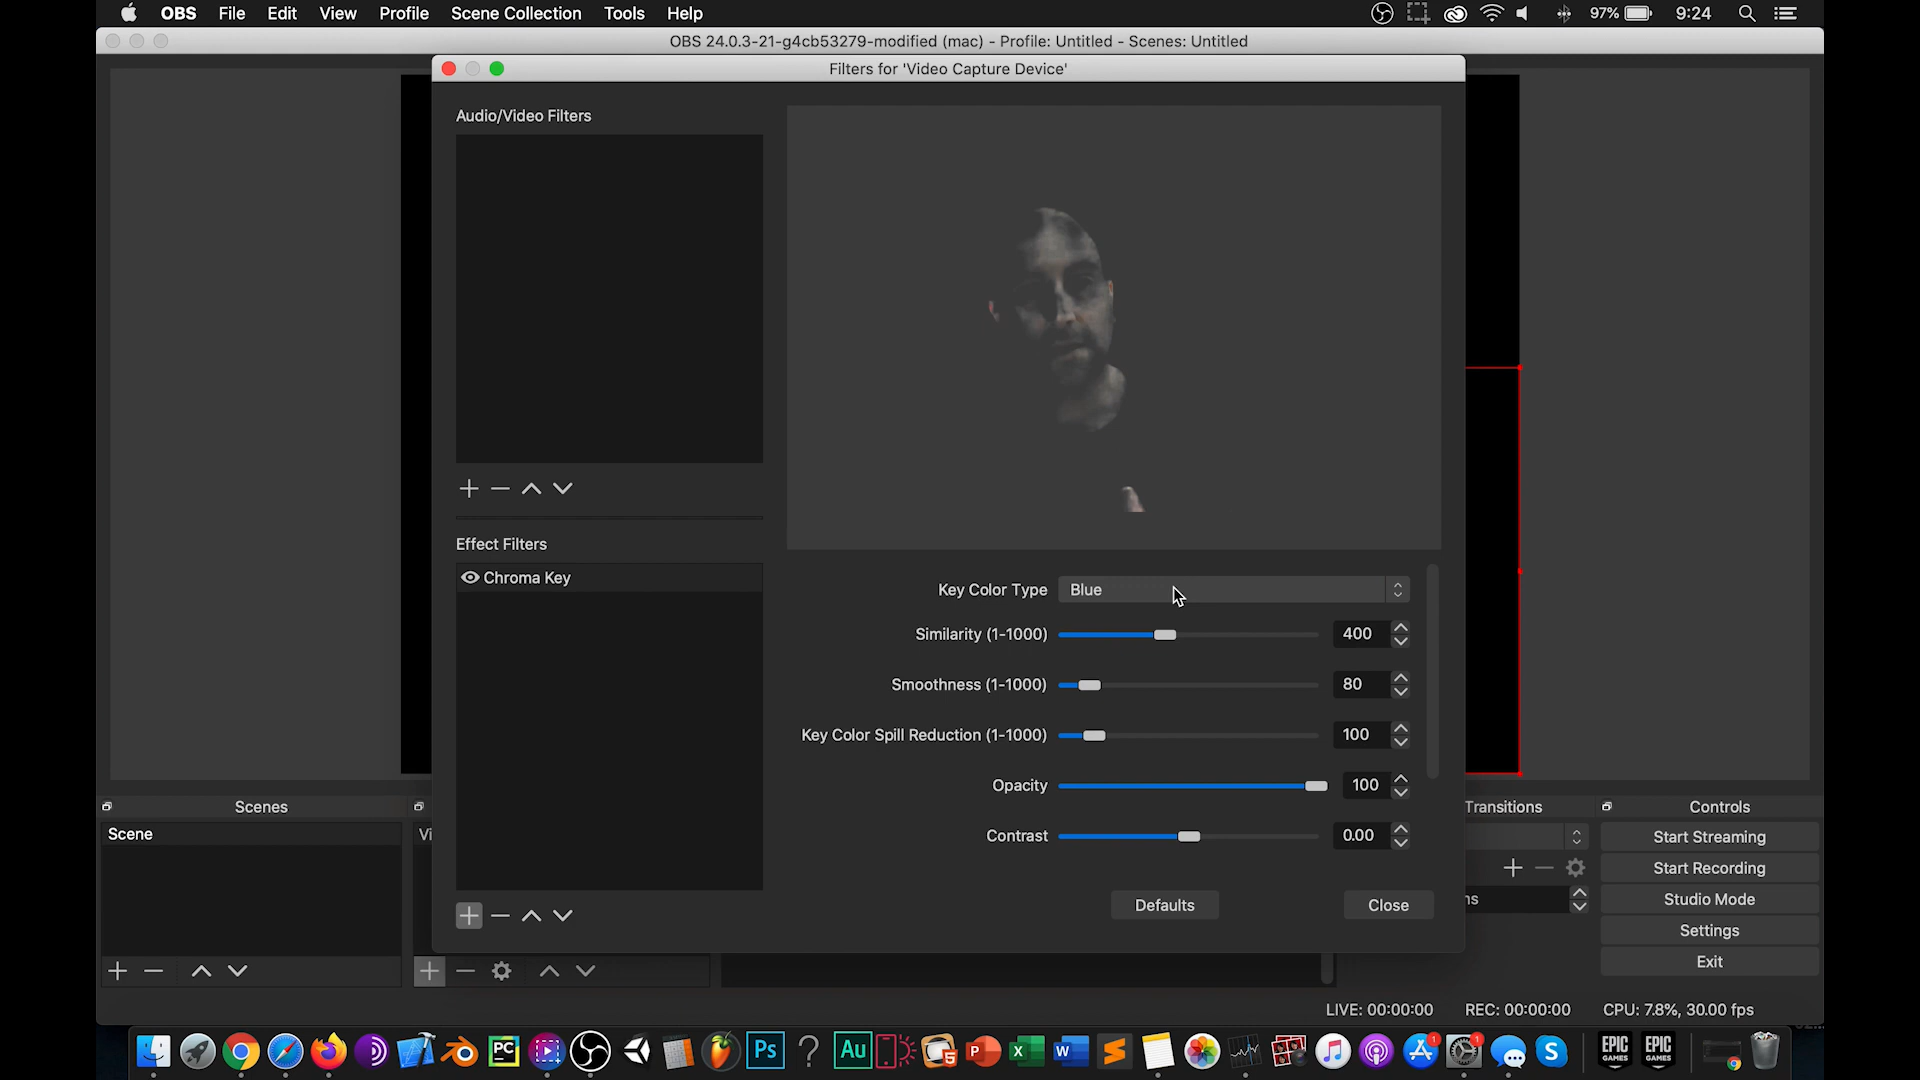 OBS File Edit View Profile Scene Collection Tools Help 97% 9:24
OBS 24.0.3-21-g4cb53279-modified (mac) - Profile: Untitled - Scenes: Untitled
Filters for 'Video Capture Device'
Audio/Video Filters
Effect Filters
Chroma Key
Key Color Type Blue
Similarity (1-1000) 400
Smoothness (1-1000) 80
Key Color Spill Reduction (1-1000) 100
Opacity 100
Contrast 0.00
Defaults Close
Scenes Transitions Controls
Scene Vi Start Streaming
Start Recording
ns Studio Mode
Settings
Exit
LIVE: 00:00:00 REC: 00:00:00 CPU: 7.8%, 30.00 fps
PC Ps ? Au 5 P X W 1 1 S EPIC GAMES EPIC GAMES